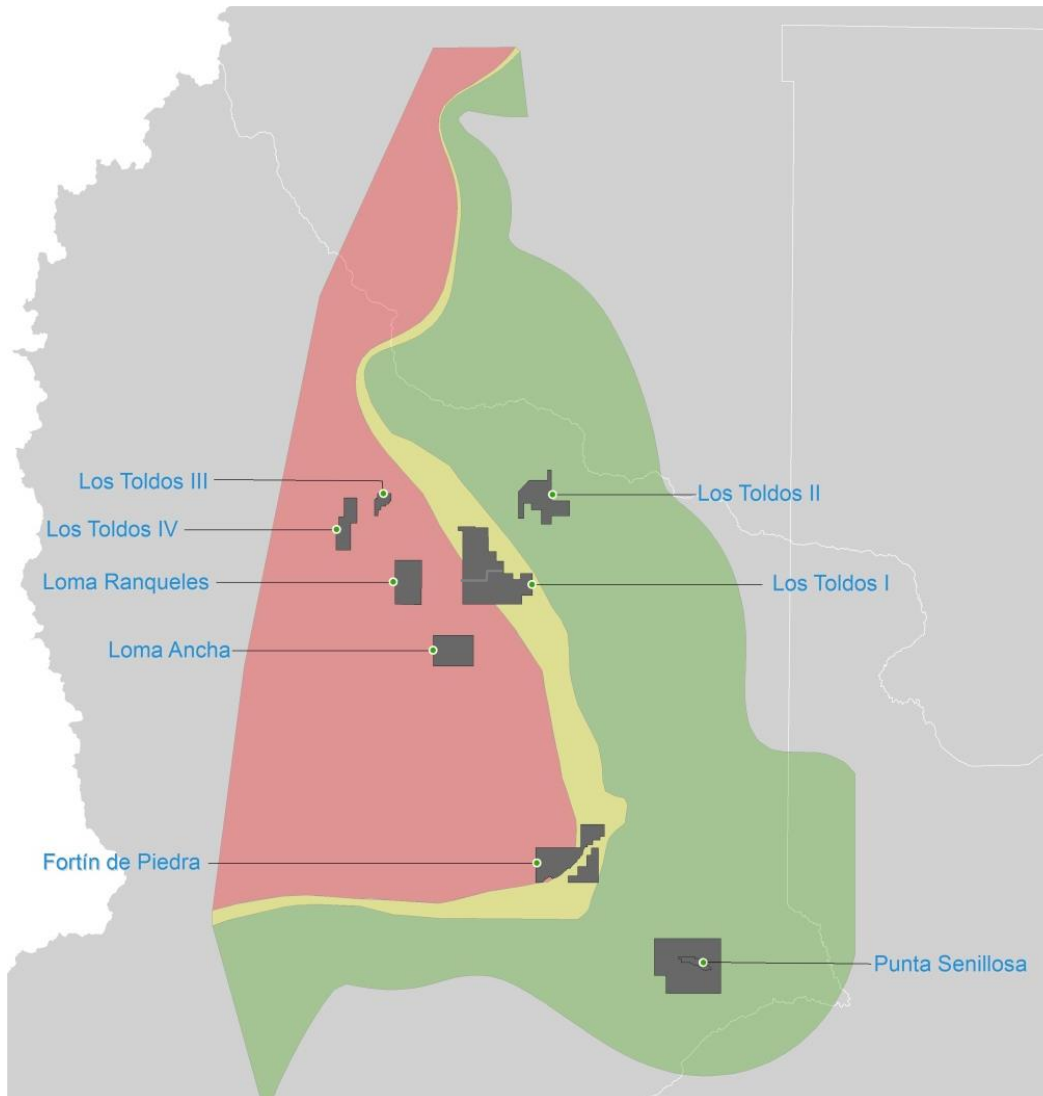 Los Toldos III
Los Toldos II
Los Toldos IV
Loma Ranqueles
Los Toldos I
Loma Ancha
Fortín de Piedra
Punta Senillosa